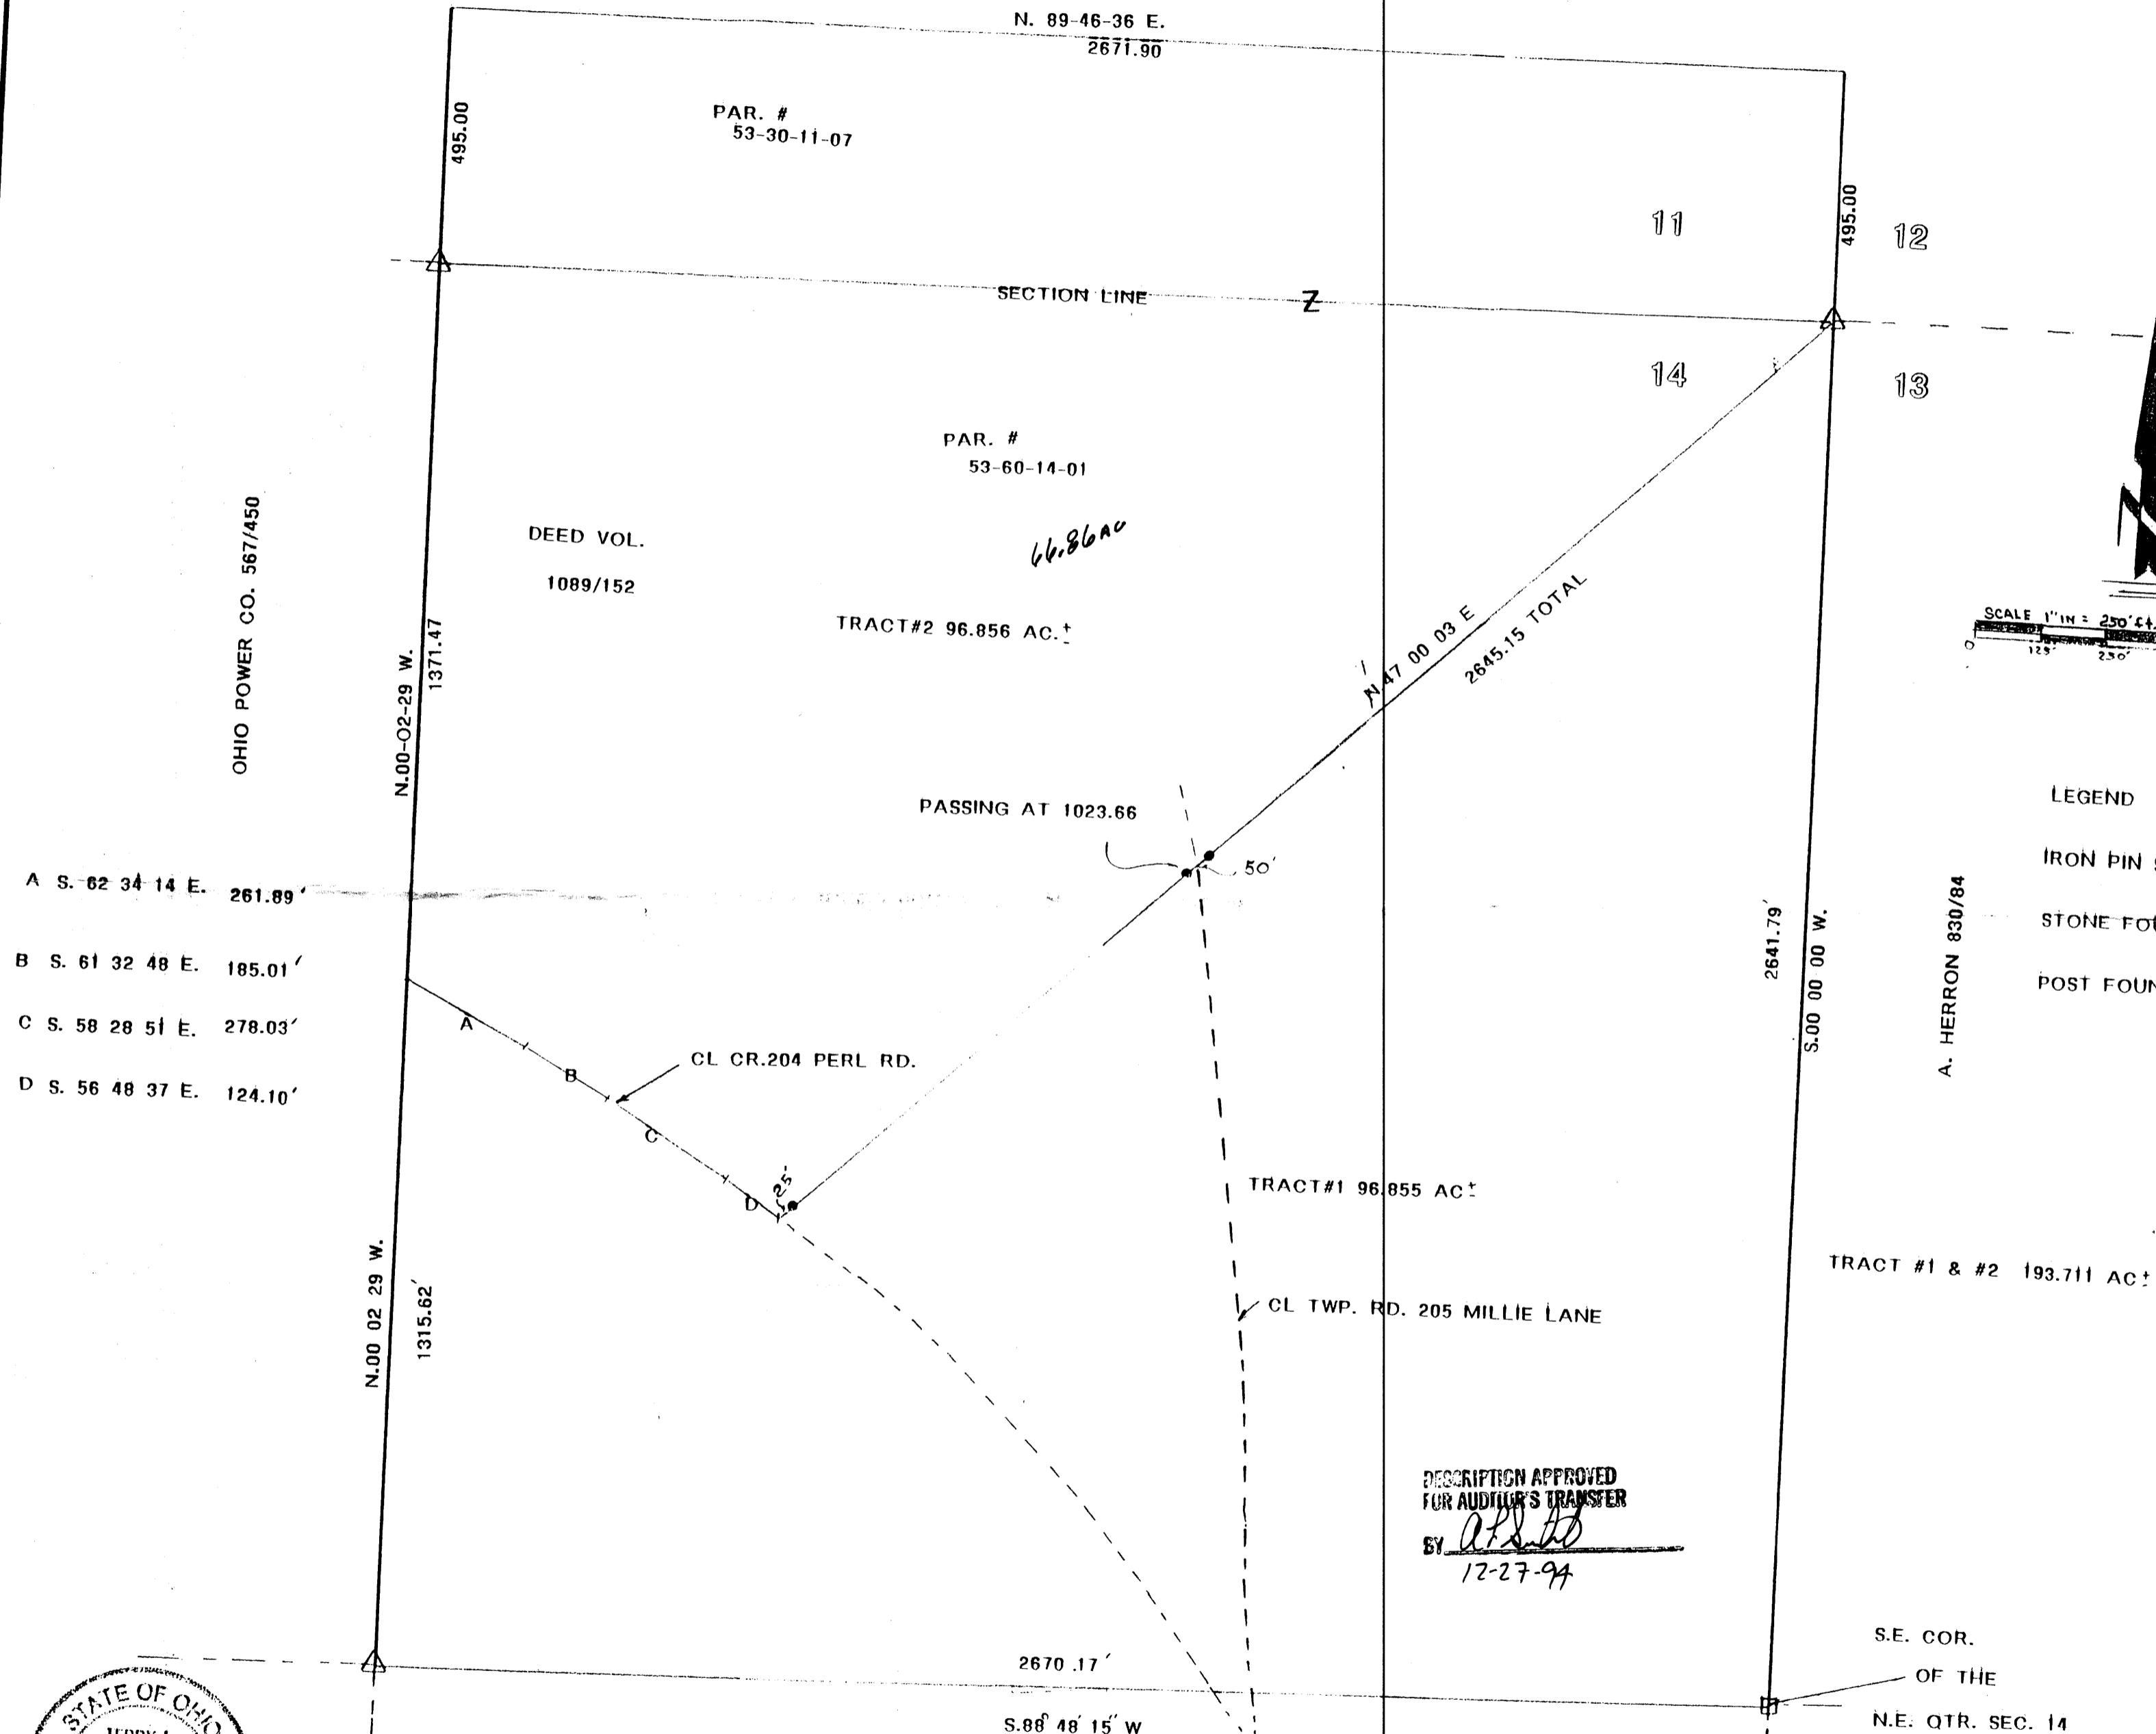 N. 89-46-36 E.
2671.90
495.00
PAR. #
53-30-11-07
11
12
495.00
SECTION LINE
Z
14
13
PAR. #
53-60-14-01
66.86 AC
DEED VOL.
1089/152
TRACT#2 96.856 AC.±
OHIO POWER CO. 567/450
N.00-02-29 W.
1371.47
N.47 00 03 E
2645.15 TOTAL
SCALE 1"IN = 250'ft.
0
125'
250'
PASSING AT 1023.66
50'
LEGEND
IRON PIN
STONE
POST
A S. 62 34 14 E. 261.89'
B S. 61 32 48 E. 185.01'
C S. 58 28 51 E. 278.03'
D S. 56 48 37 E. 124.10'
A
B
C
D
25'
CL CR.204 PERL RD.
2641.79'
S.00 00 00 W.
A. HERRON 830/84
TRACT#1 96.855 AC±
TRACT #1 & #2 193.711 AC±
N.00 02 29 W.
1315.62'
CL TWP. RD. 205 MILLIE LANE
DESCRIPTION APPROVED
FOR AUDITOR'S TRANSFER
BY
12-27-94
2670.17'
S.88° 48' 15" W
S.E. COR.
OF THE
N.E. QTR. SEC. 14
STATE OF OHIO